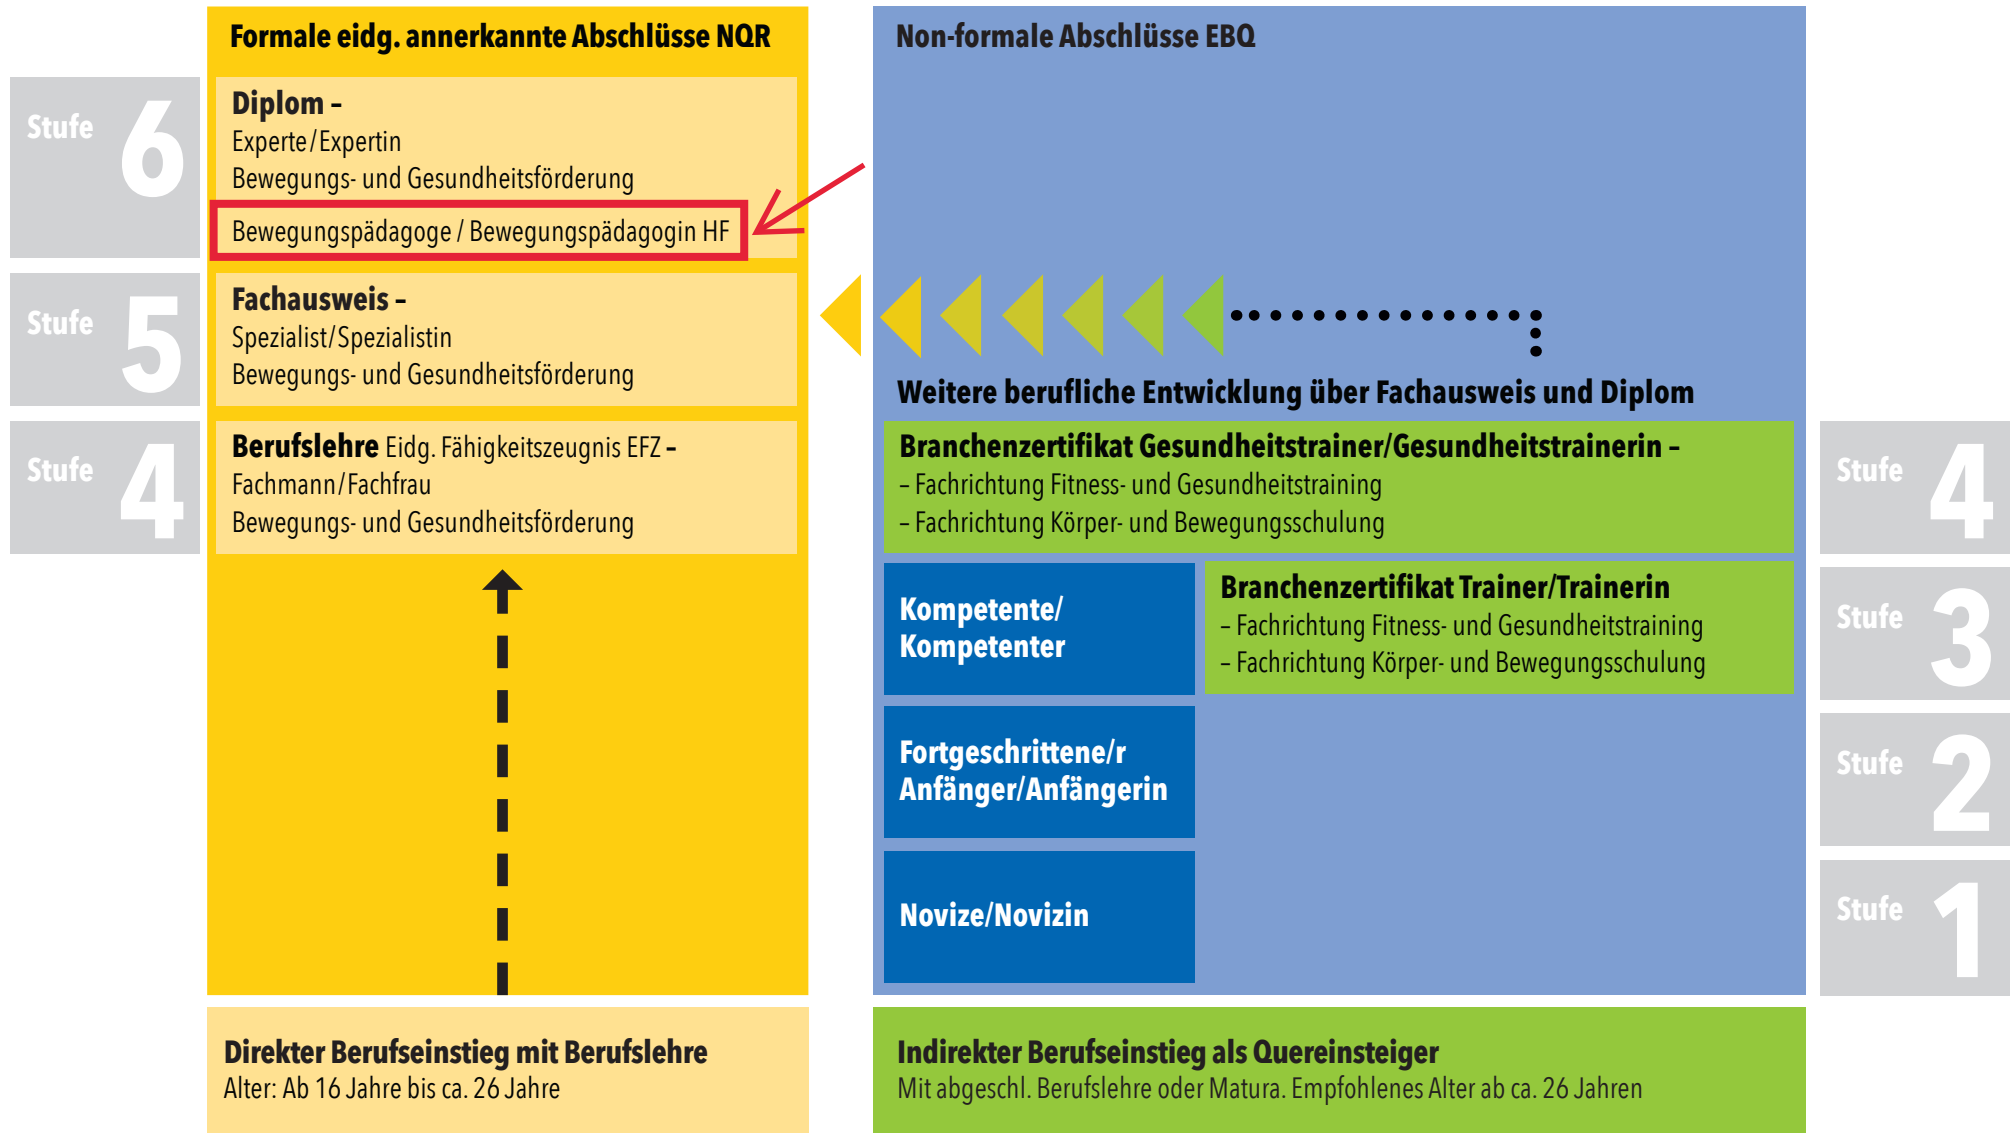 Formale eidg. annerkannte Abschlüsse NQR
Stufe 6
Diplom –
Experte/Expertin
Bewegungs- und Gesundheitsförderung
Bewegungspädagoge / Bewegungspädagogin HF
Stufe 5
Fachausweis –
Spezialist/Spezialistin
Bewegungs- und Gesundheitsförderung
Stufe 4
Berufslehre Eidg. Fähigkeitszeugnis EFZ –
Fachmann/Fachfrau
Bewegungs- und Gesundheitsförderung
Direkter Berufseinstieg mit Berufslehre
Alter: Ab 16 Jahre bis ca. 26 Jahre
Non-formale Abschlüsse EBQ
Weitere berufliche Entwicklung über Fachausweis und Diplom
Branchenzertifikat Gesundheitstrainer/Gesundheitstrainerin –
– Fachrichtung Fitness- und Gesundheitstraining
– Fachrichtung Körper- und Bewegungsschulung
Stufe 4
Kompetente/
Kompetenter
Branchenzertifikat Trainer/Trainerin
– Fachrichtung Fitness- und Gesundheitstraining
– Fachrichtung Körper- und Bewegungsschulung
Stufe 3
Fortgeschrittene/r
Anfänger/Anfängerin
Stufe 2
Novize/Novizin
Stufe 1
Indirekter Berufseinstieg als Quereinsteiger
Mit abgeschl. Berufslehre oder Matura. Empfohlenes Alter ab ca. 26 Jahren